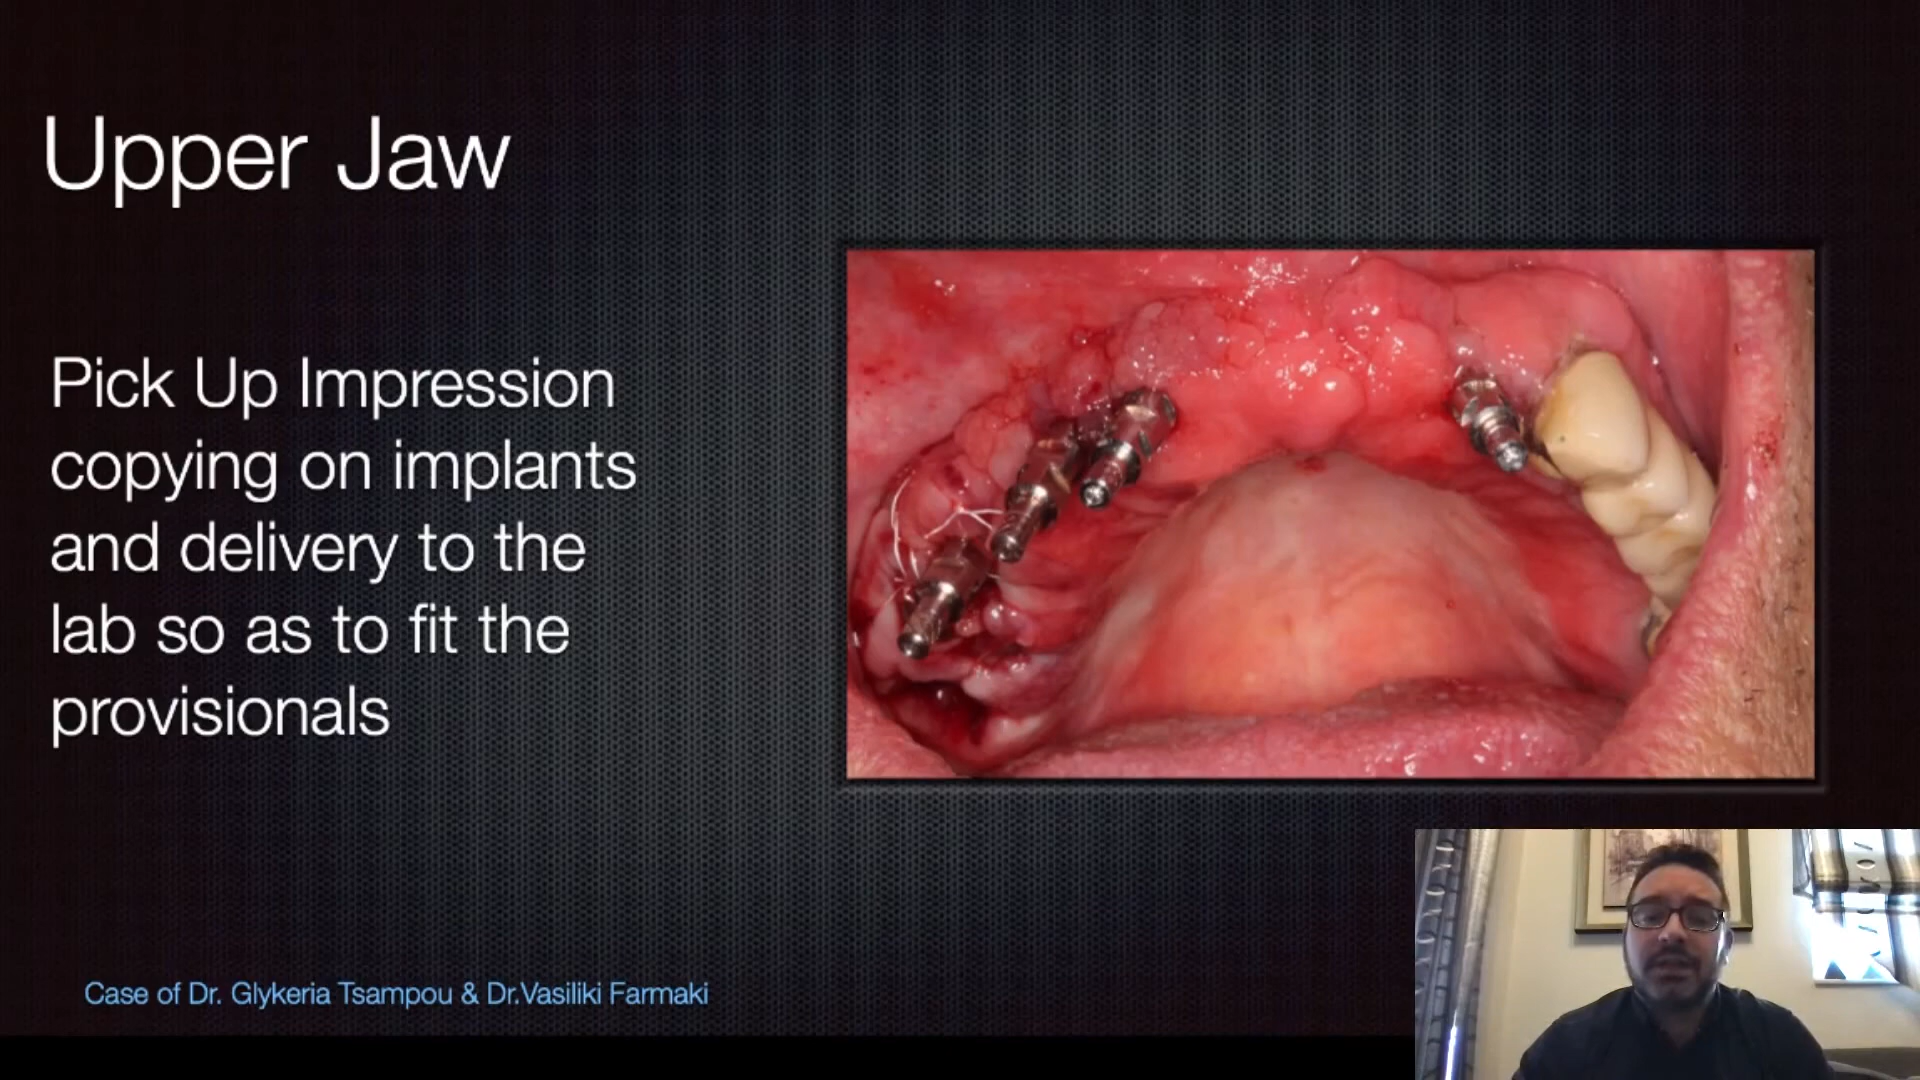 Upper Jaw
Pick Up Impression
copying on implants
and delivery to the
lab so as to fit the
provisionals
Case of Dr. Glykeria Tsampou & Dr.Vasiliki Farmaki